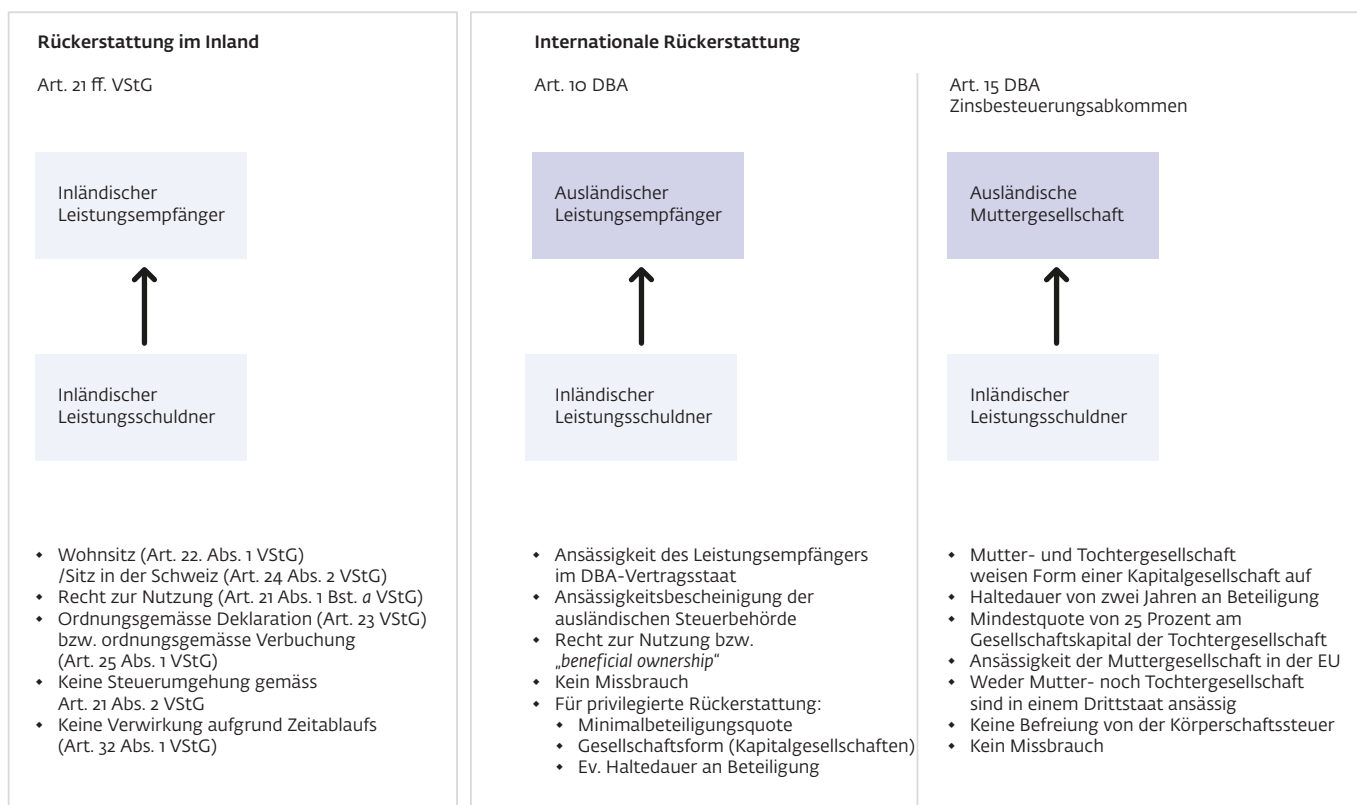 Rückerstattung im Inland
Art. 21 ff. VStG
Inländischer
Leistungsempfänger
Inländischer
Leistungsschuldner
◆ Wohnsitz (Art. 22. Abs. 1 VStG)
/Sitz in der Schweiz (Art. 24 Abs. 2 VStG)
◆ Recht zur Nutzung (Art. 21 Abs. 1 Bst. a VStG)
◆ Ordnungsgemässe Deklaration (Art. 23 VStG)
bzw. ordnungsgemässe Verbuchung
(Art. 25 Abs. 1 VStG)
◆ Keine Steuerumgehung gemäss
Art. 21 Abs. 2 VStG
◆ Keine Verwirkung aufgrund Zeitablaufs
(Art. 32 Abs. 1 VStG)
Internationale Rückerstattung
Art. 10 DBA
Ausländischer
Leistungsempfänger
Inländischer
Leistungsschuldner
◆ Ansässigkeit des Leistungsempfängers
im DBA-Vertragsstaat
◆ Ansässigkeitsbescheinigung der
ausländischen Steuerbehörde
◆ Recht zur Nutzung bzw.
„beneficial ownership“
◆ Kein Missbrauch
◆ Für privilegierte Rückerstattung:
◆ Minimalbeteiligungsquote
◆ Gesellschaftsform (Kapitalgesellschaften)
◆ Ev. Haltedauer an Beteiligung
Art. 15 DBA
Zinsbesteuerungsabkommen
Ausländische
Muttergesellschaft
Inländischer
Leistungsschuldner
◆ Mutter- und Tochtergesellschaft
weisen Form einer Kapitalgesellschaft auf
◆ Haltedauer von zwei Jahren an Beteiligung
◆ Mindestquote von 25 Prozent am
Gesellschaftskapital der Tochtergesellschaft
◆ Ansässigkeit der Muttergesellschaft in der EU
◆ Weder Mutter- noch Tochtergesellschaft
sind in einem Drittstaat ansässig
◆ Keine Befreiung von der Körperschaftssteuer
◆ Kein Missbrauch